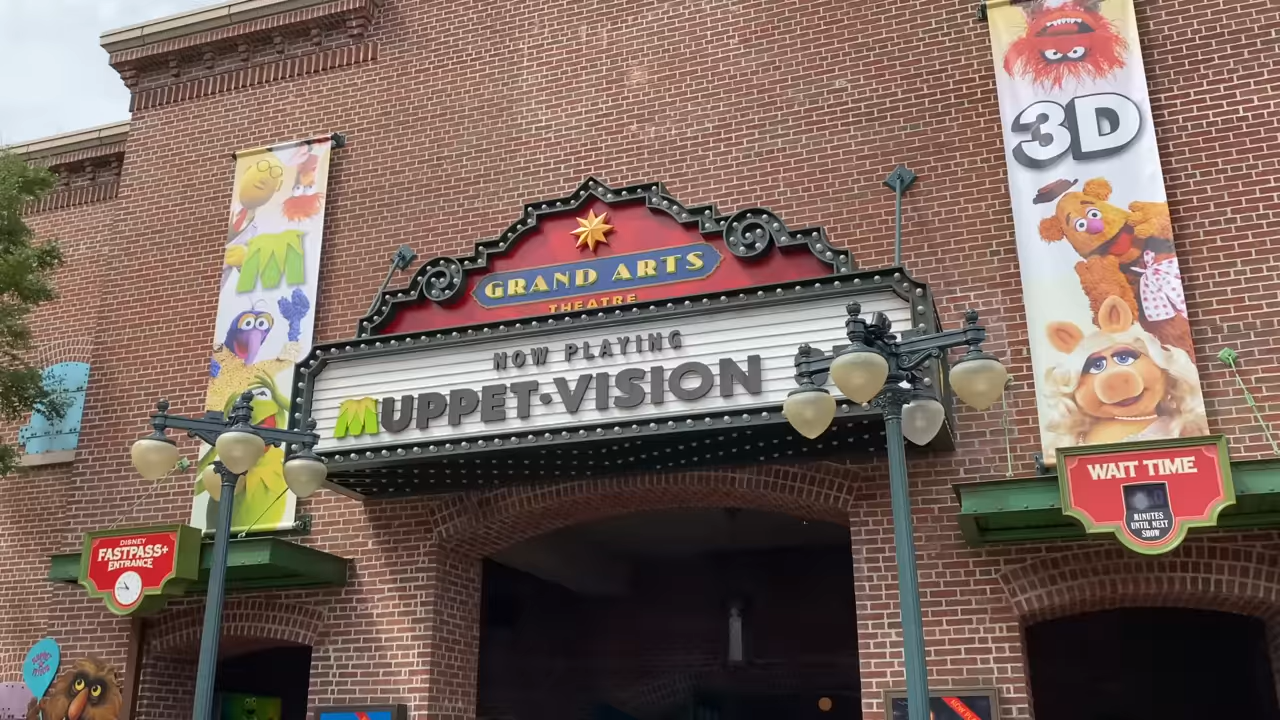 3D
GRAND ARTS
THEATRE
NOW PLAYING
MUPPET·VISION
M
WAIT TIME
MINUTES
UNTIL NEXT
SHOW
DISNEY
FASTPASS+
ENTRANCE